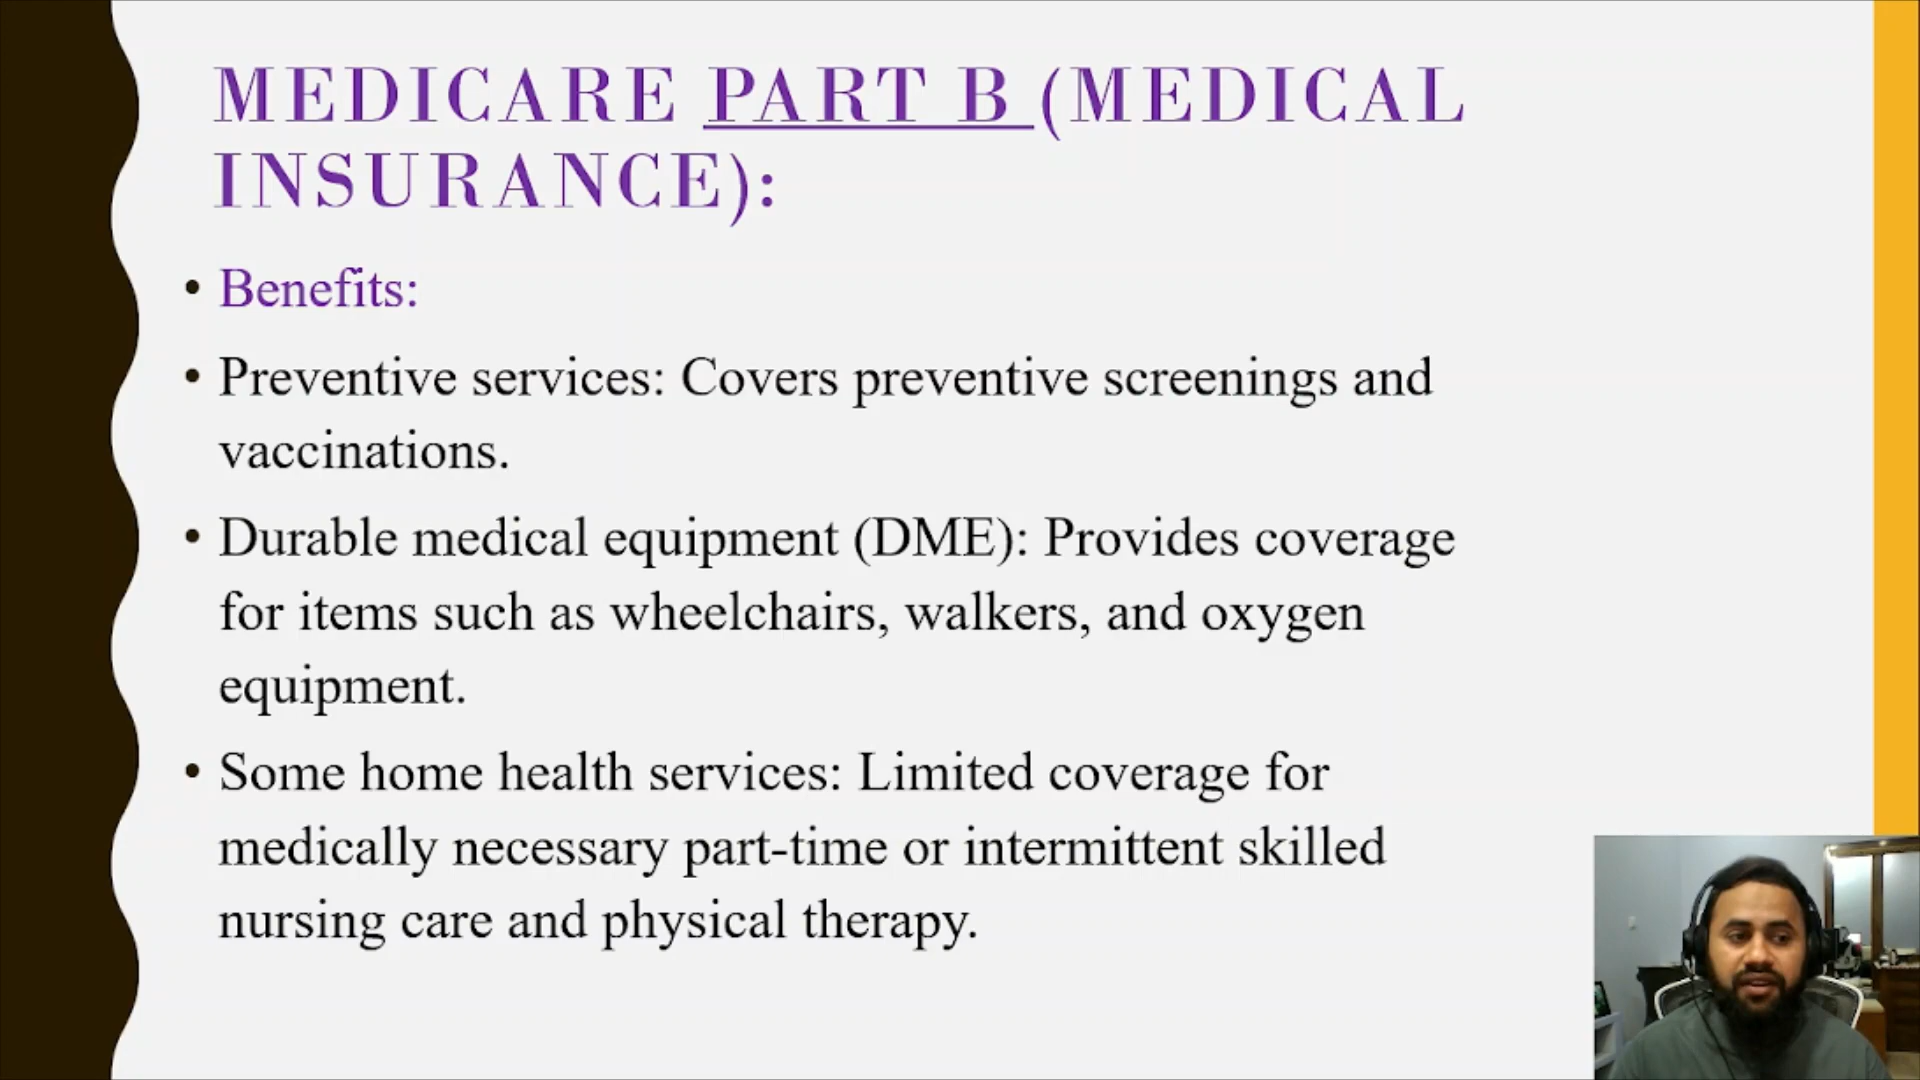 MEDICARE PART B (MEDICAL
INSURANCE):
• Benefits:
• Preventive services: Covers preventive screenings and
vaccinations.
• Durable medical equipment (DME): Provides coverage
for items such as wheelchairs, walkers, and oxygen
equipment.
• Some home health services: Limited coverage for
medically necessary part-time or intermittent skilled
nursing care and physical therapy.